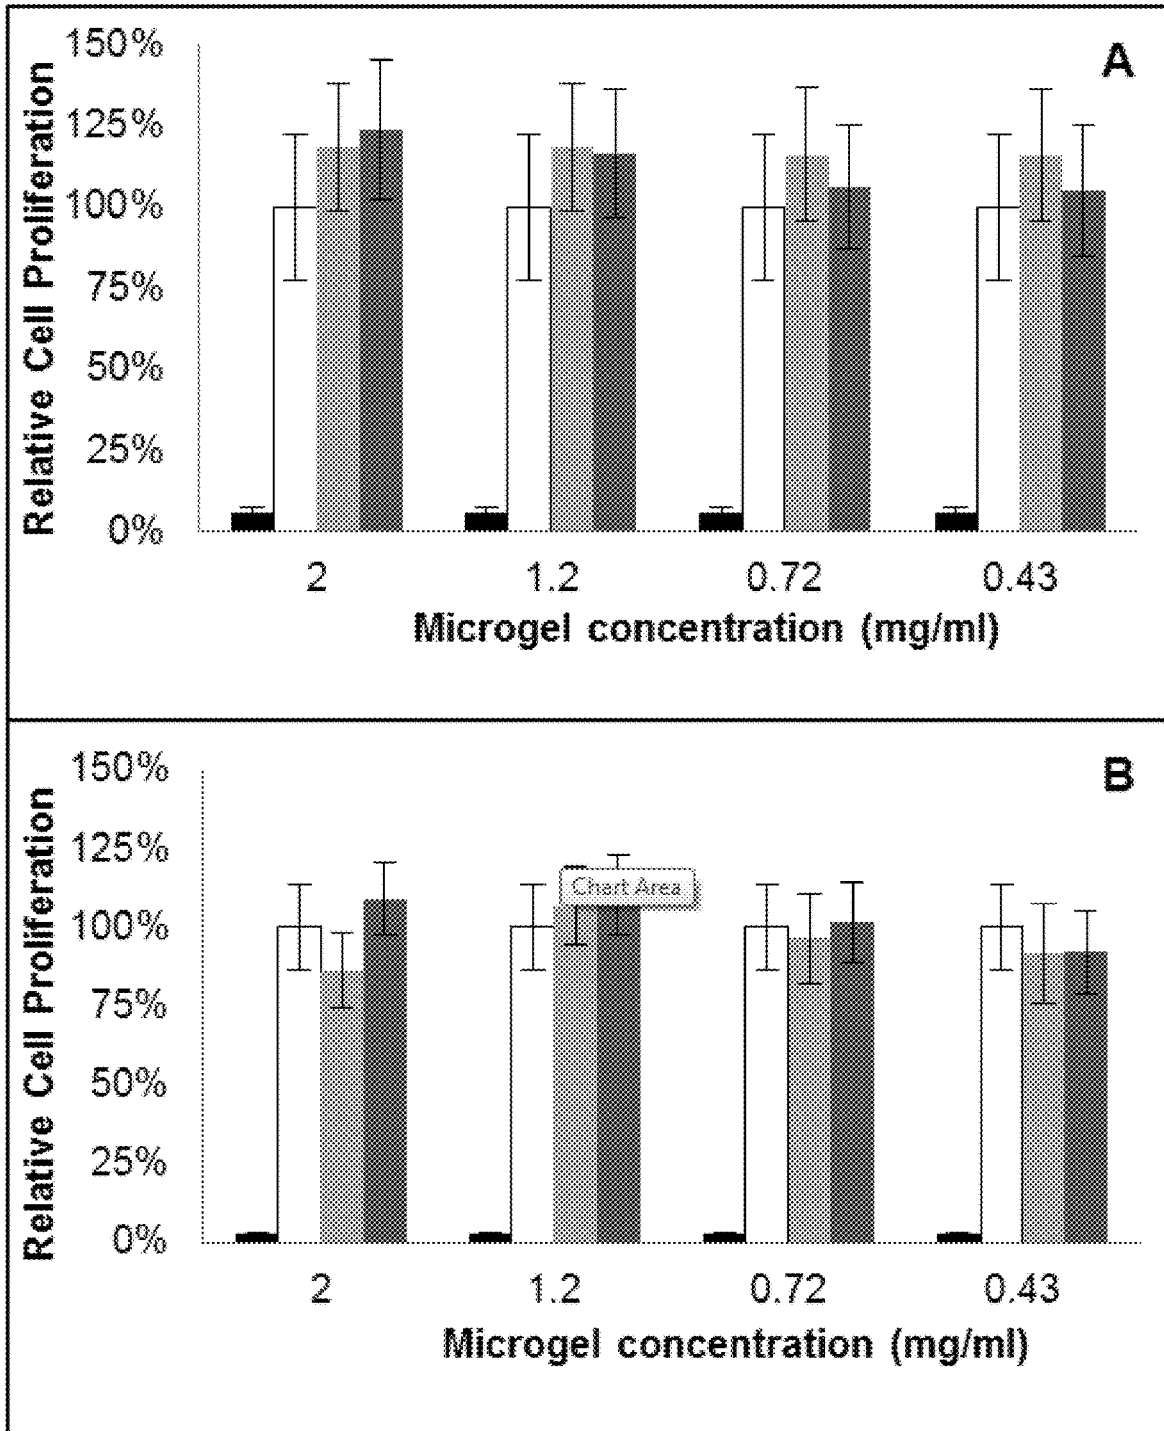 A
Relative Cell Proliferation
150%
125%
100%
75%
50%
25%
0%
2 1.2 0.72 0.43
Microgel concentration (mg/ml)
B
Relative Cell Proliferation
150%
125%
100%
75%
50%
25%
0%
Chart Area
2 1.2 0.72 0.43
Microgel concentration (mg/ml)